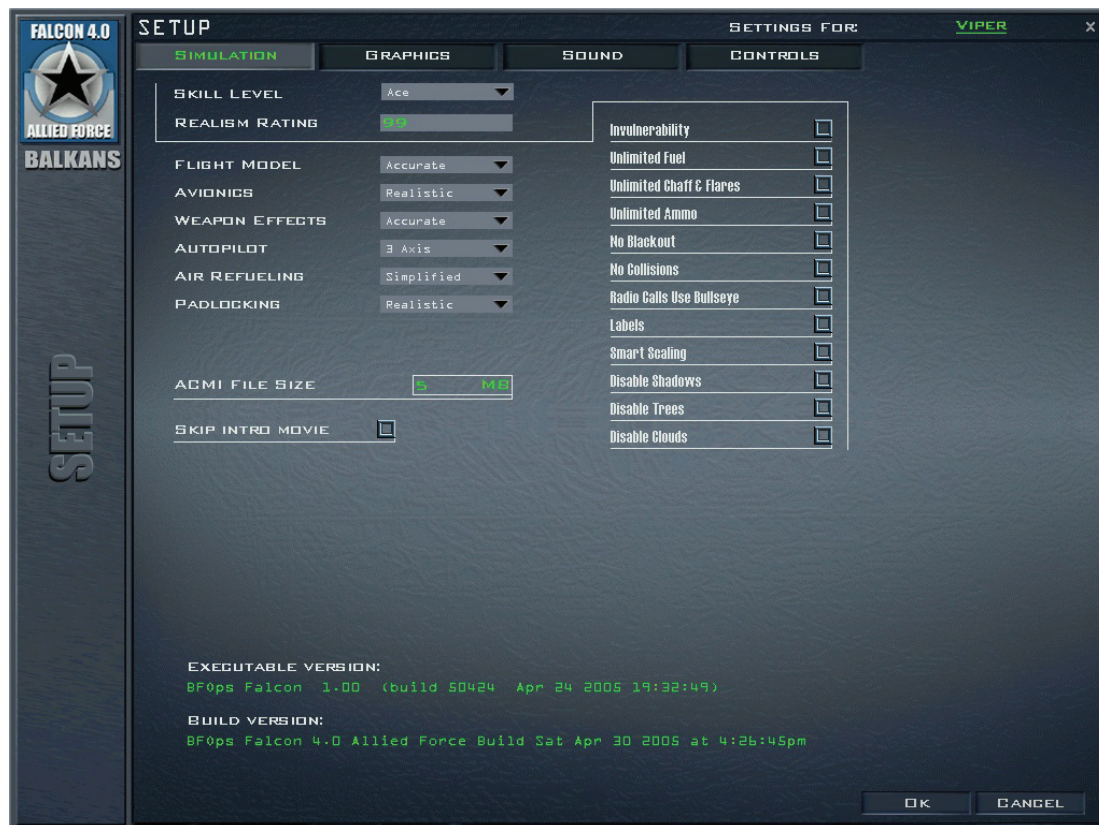 FALCON 4.0
ALLIED FORCE
BALKANS
SETUP
SETUP
SETTINGS FOR:
VIPER
X
SIMULATION
GRAPHICS
SOUND
CONTROLS
SKILL LEVEL Ace
REALISM RATING 99
FLIGHT MODEL Accurate
AVIONICS Realistic
WEAPON EFFECTS Accurate
AUTOPILOT 3 Axis
AIR REFUELING Simplified
PADLOCKING Realistic
ACMI FILE SIZE 5 MB
SKIP INTRO MOVIE
Invulnerability
Unlimited Fuel
Unlimited Chaff & Flares
Unlimited Ammo
No Blackout
No Collisions
Radio Calls Use Bullseye
Labels
Smart Scaling
Disable Shadows
Disable Trees
Disable Clouds
EXECUTABLE VERSION:
BFOps Falcon 1.00 (build 50424 Apr 24 2005 19:32:49)
BUILD VERSION:
BFOps Falcon 4.0 Allied Force Build Sat Apr 30 2005 at 4:26:45pm
OK
CANCEL